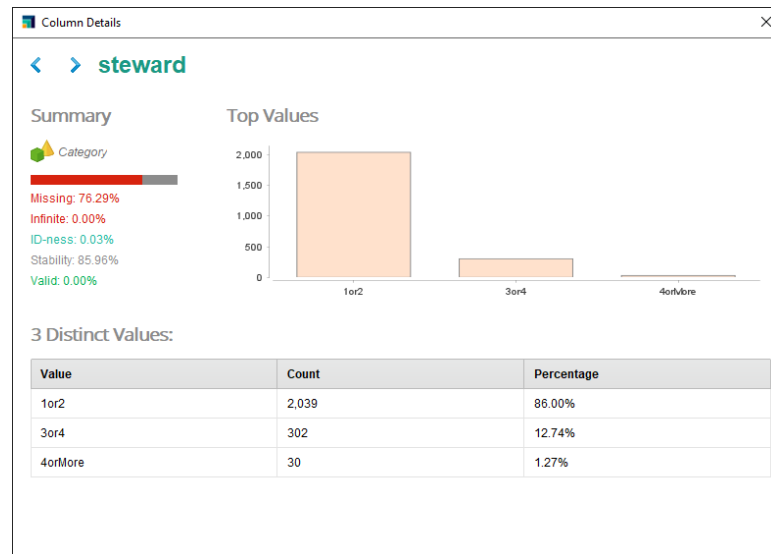 Column Details
steward
Summary
Top Values
Category
Missing: 76.29%
Infinite: 0.00%
ID-ness: 0.03%
Stability: 85.96%
Valid: 0.00%
2,000
1,500
1,000
500
0
1or2 3or4 4orMore
3 Distinct Values:
Value Count Percentage
1or2 2,039 86.00%
3or4 302 12.74%
4orMore 30 1.27%